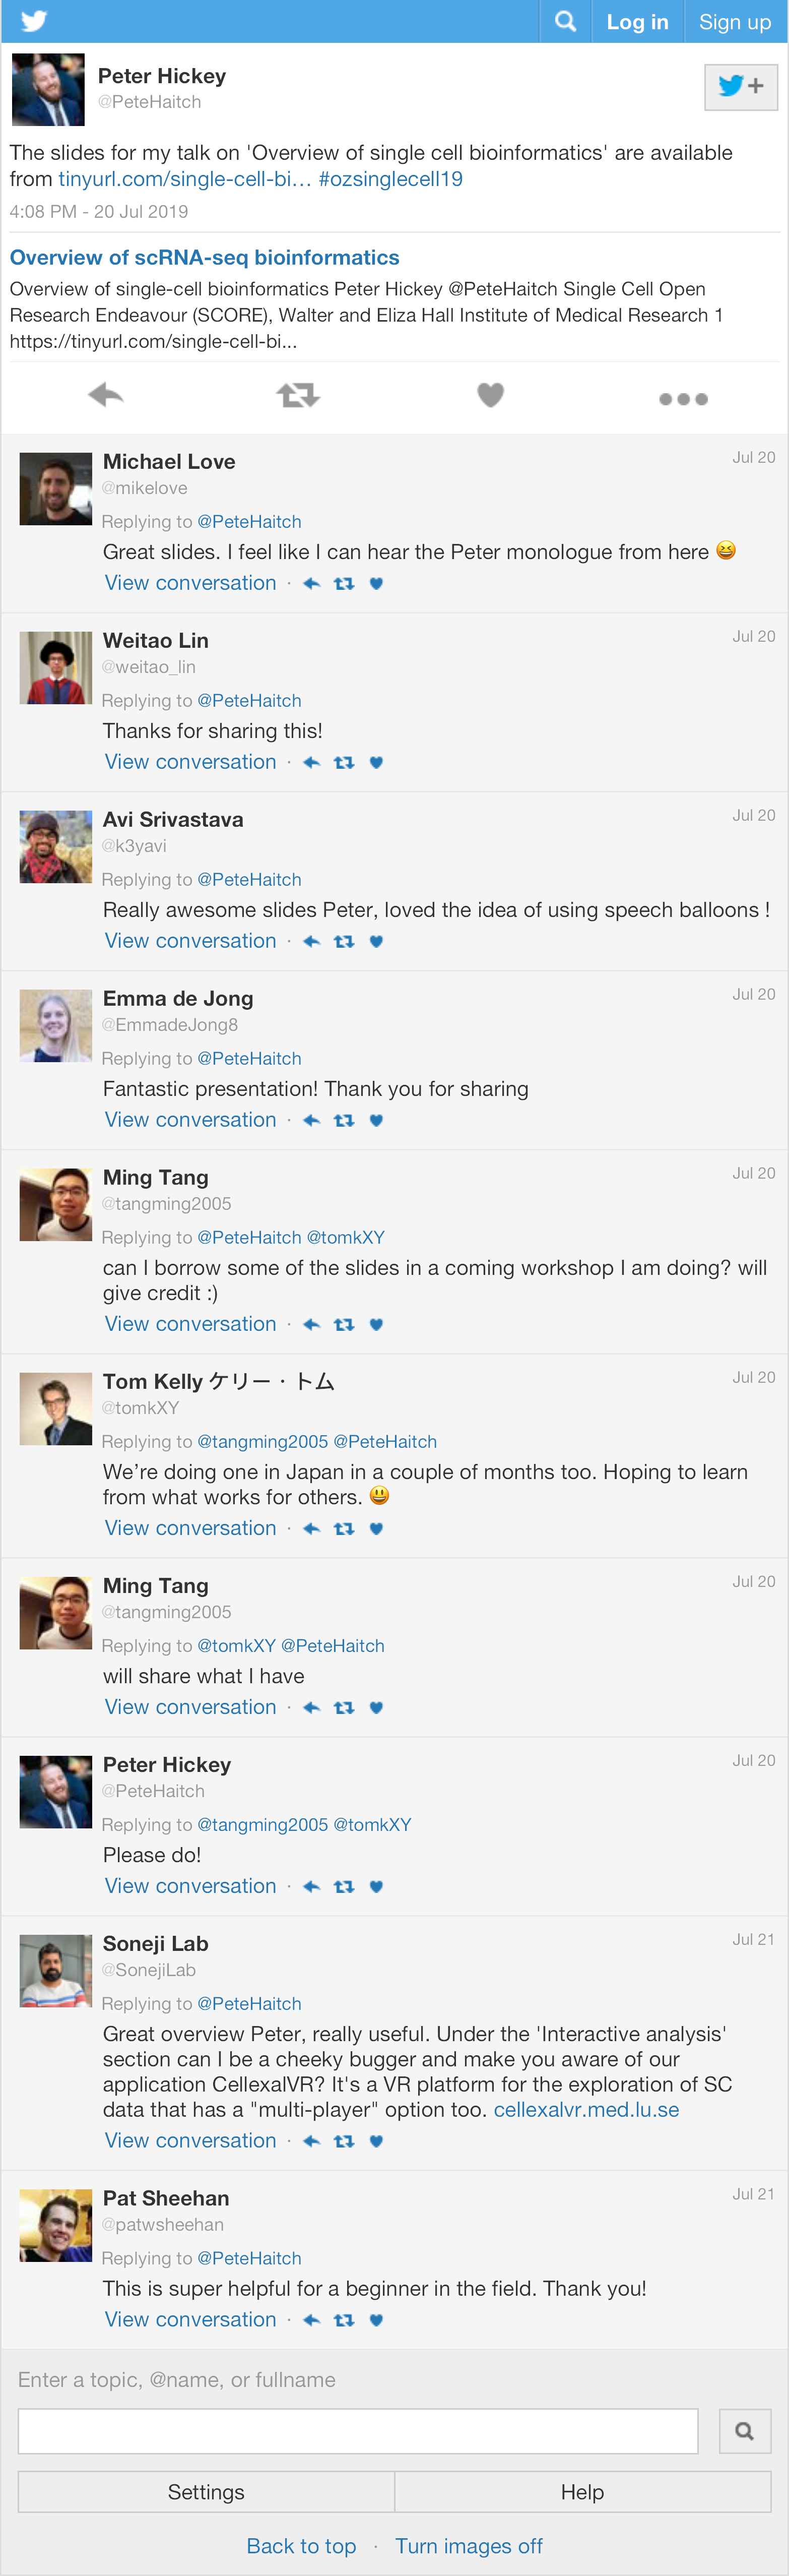 Log in
Sign up
Peter Hickey
@PeteHaitch
The slides for my talk on 'Overview of single cell bioinformatics' are available
from tinyurl.com/single-cell-bi… #ozsinglecell19
4:08 PM - 20 Jul 2019
Overview of scRNA-seq bioinformatics
Overview of single-cell bioinformatics Peter Hickey @PeteHaitch Single Cell Open
Research Endeavour (SCORE), Walter and Eliza Hall Institute of Medical Research 1
https://tinyurl.com/single-cell-bi...
Michael Love
Jul 20
@mikelove
Replying to @PeteHaitch
Great slides. I feel like I can hear the Peter monologue from here 😆
View conversation ·
Weitao Lin
Jul 20
@weitao_lin
Replying to @PeteHaitch
Thanks for sharing this!
View conversation ·
Avi Srivastava
Jul 20
@k3yavi
Replying to @PeteHaitch
Really awesome slides Peter, loved the idea of using speech balloons !
View conversation ·
Emma de Jong
Jul 20
@EmmadeJong8
Replying to @PeteHaitch
Fantastic presentation! Thank you for sharing
View conversation ·
Ming Tang
Jul 20
@tangming2005
Replying to @PeteHaitch @tomkXY
can I borrow some of the slides in a coming workshop I am doing? will
give credit :)
View conversation ·
Tom Kelly ケリー・トム
Jul 20
@tomkXY
Replying to @tangming2005 @PeteHaitch
We’re doing one in Japan in a couple of months too. Hoping to learn
from what works for others. 😃
View conversation ·
Ming Tang
Jul 20
@tangming2005
Replying to @tomkXY @PeteHaitch
will share what I have
View conversation ·
Peter Hickey
Jul 20
@PeteHaitch
Replying to @tangming2005 @tomkXY
Please do!
View conversation ·
Soneji Lab
Jul 21
@SonejiLab
Replying to @PeteHaitch
Great overview Peter, really useful. Under the 'Interactive analysis'
section can I be a cheeky bugger and make you aware of our
application CellexalVR? It's a VR platform for the exploration of SC
data that has a "multi-player" option too. cellexalvr.med.lu.se
View conversation ·
Pat Sheehan
Jul 21
@patwsheehan
Replying to @PeteHaitch
This is super helpful for a beginner in the field. Thank you!
View conversation ·
Enter a topic, @name, or fullname
Settings
Help
Back to top · Turn images off